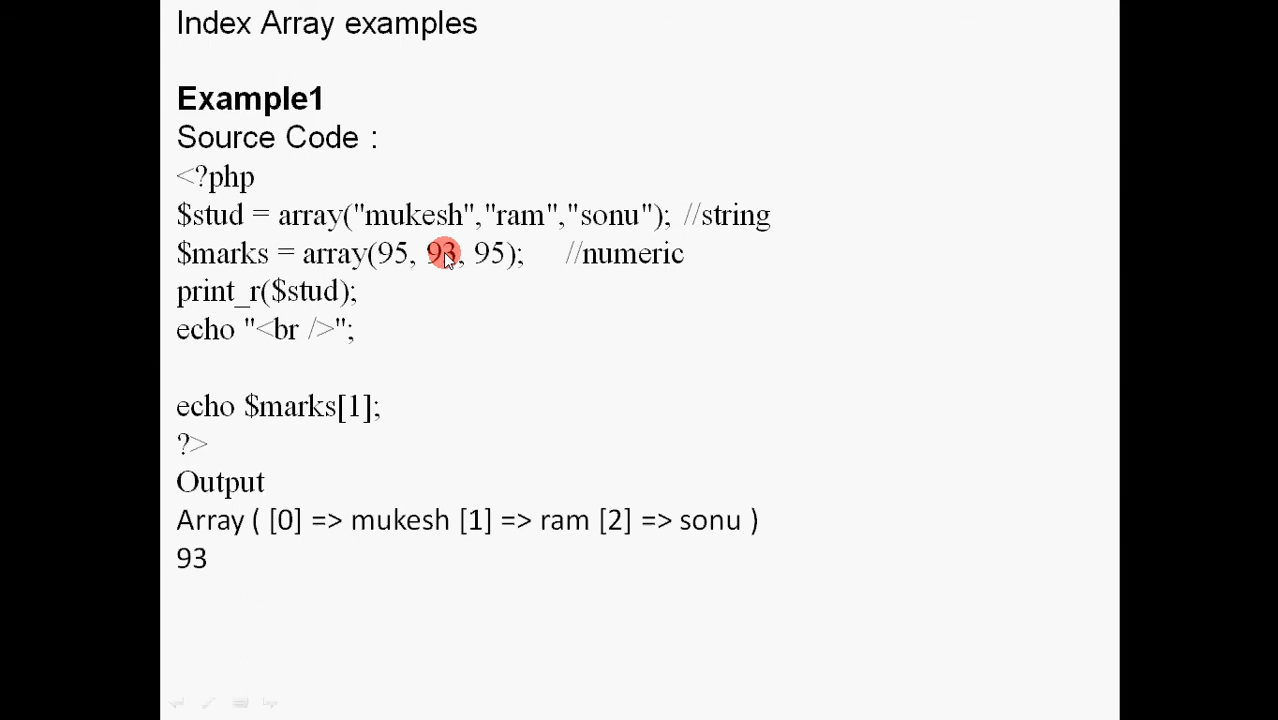 Index Array examples
Example1
Source Code :
<?php
$stud = array("mukesh","ram","sonu"); //string
$marks = array(95, 93, 95); //numeric
print_r($stud);
echo "<br />";
echo $marks[1];
?>
Output
Array ( [0] => mukesh [1] => ram [2] => sonu )
93